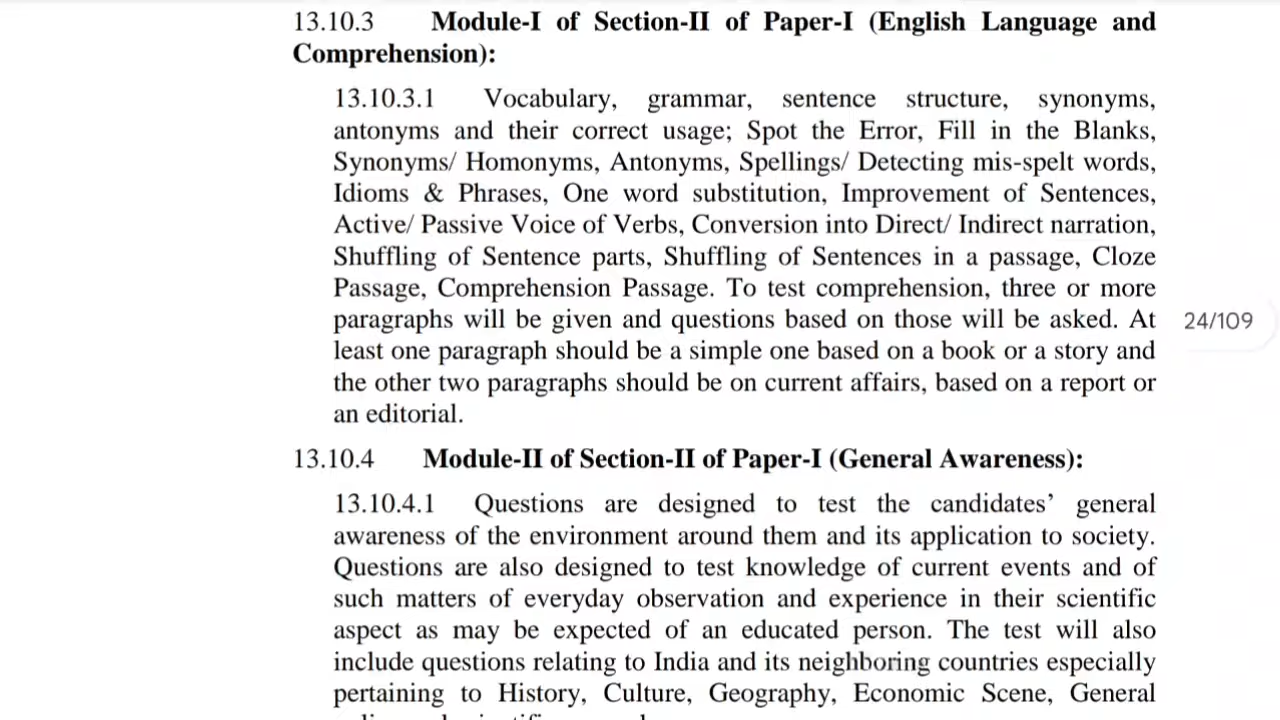 13.10.3 Module-I of Section-II of Paper-I (English Language and
Comprehension):
13.10.3.1 Vocabulary, grammar, sentence structure, synonyms,
antonyms and their correct usage; Spot the Error, Fill in the Blanks,
Synonyms/ Homonyms, Antonyms, Spellings/ Detecting mis-spelt words,
Idioms & Phrases, One word substitution, Improvement of Sentences,
Active/ Passive Voice of Verbs, Conversion into Direct/ Indirect narration,
Shuffling of Sentence parts, Shuffling of Sentences in a passage, Cloze
Passage, Comprehension Passage. To test comprehension, three or more
paragraphs will be given and questions based on those will be asked. At
24/109
least one paragraph should be a simple one based on a book or a story and
the other two paragraphs should be on current affairs, based on a report or
an editorial.
13.10.4 Module-II of Section-II of Paper-I (General Awareness):
13.10.4.1 Questions are designed to test the candidates’ general
awareness of the environment around them and its application to society.
Questions are also designed to test knowledge of current events and of
such matters of everyday observation and experience in their scientific
aspect as may be expected of an educated person. The test will also
include questions relating to India and its neighboring countries especially
pertaining to History, Culture, Geography, Economic Scene, General